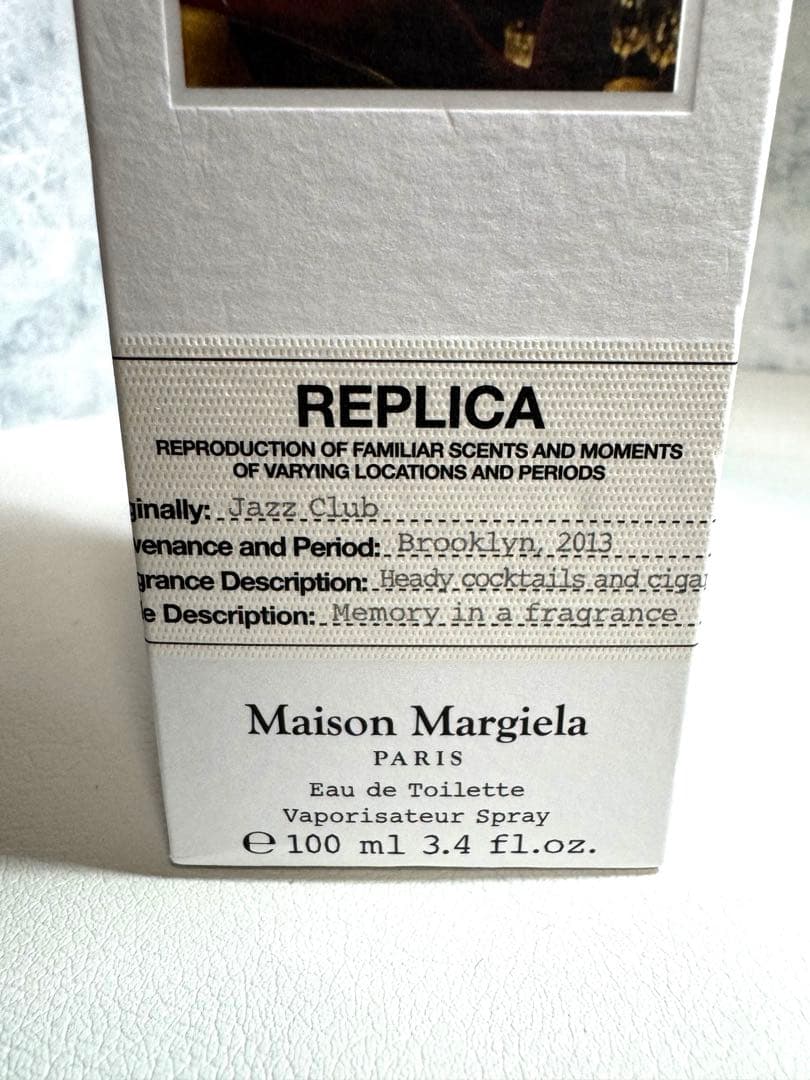 REPLICA
REPRODUCTION OF FAMILIAR SCENTS AND MOMENTS
OF VARYING LOCATIONS AND PERIODS
ginally: Jazz Club
venance and Period: Brooklyn, 2013
grance Description: Heady cocktails and cigar
e Description: Memory in a fragrance
Maison Margiela
PARIS
Eau de Toilette
Vaporisateur Spray
℮ 100 ml 3.4 fl.oz.